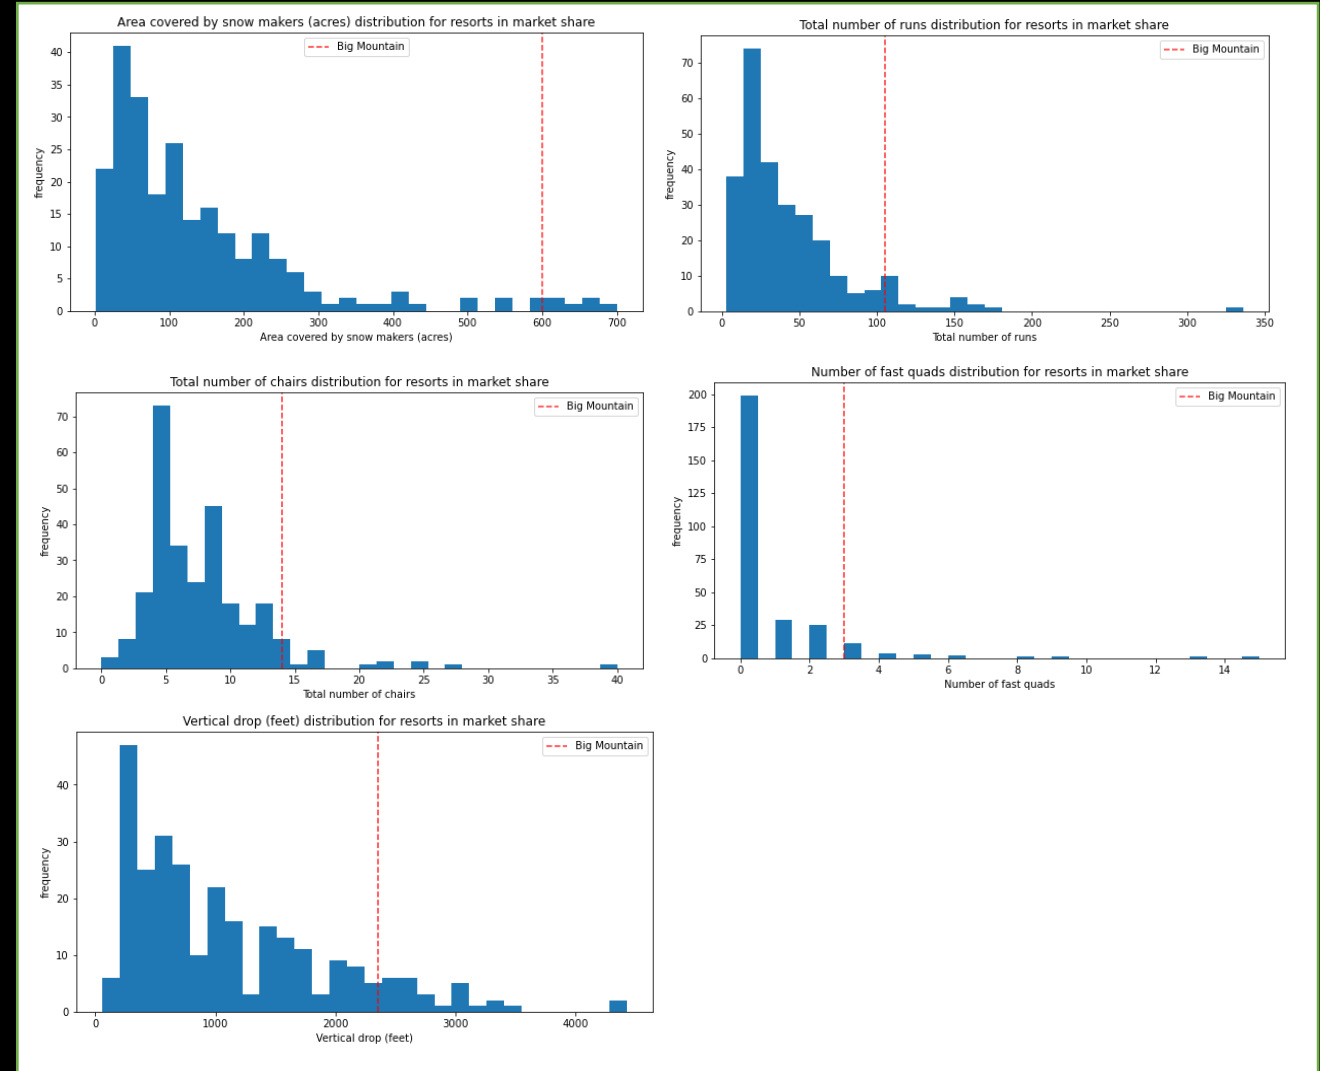 Area covered by snow makers (acres) distribution for resorts in market share
Big Mountain
frequency
40
35
30
25
20
15
10
5
0
0 100 200 300 400 500 600 700
Area covered by snow makers (acres)
Total number of runs distribution for resorts in market share
Big Mountain
frequency
70
60
50
40
30
20
10
0
0 50 100 150 200 250 300 350
Total number of runs
Total number of chairs distribution for resorts in market share
Big Mountain
frequency
70
60
50
40
30
20
10
0
0 5 10 15 20 25 30 35 40
Total number of chairs
Number of fast quads distribution for resorts in market share
Big Mountain
frequency
200
175
150
125
100
75
50
25
0
0 2 4 6 8 10 12 14
Number of fast quads
Vertical drop (feet) distribution for resorts in market share
Big Mountain
frequency
40
30
20
10
0
0 1000 2000 3000 4000
Vertical drop (feet)